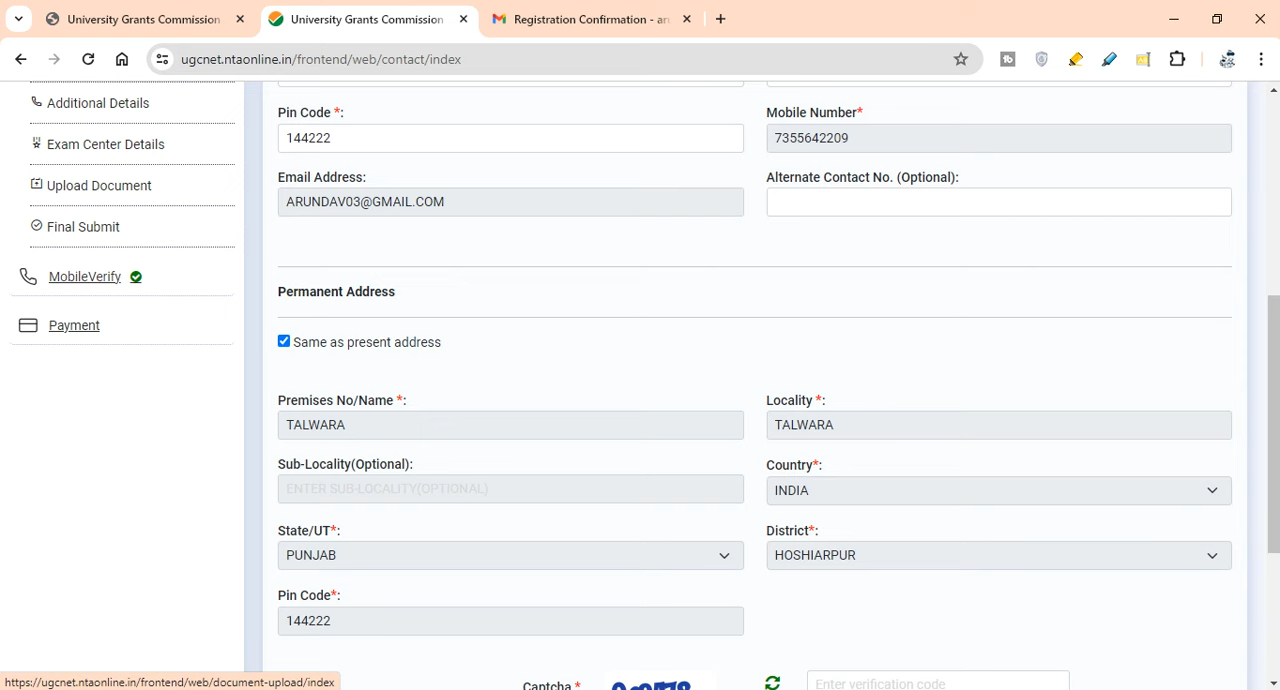 University Grants Commission
University Grants Commission
Registration Confirmation - ar
ugcnet.ntaonline.in/frontend/web/contact/index
Additional Details
Exam Center Details
Upload Document
Final Submit
MobileVerify
Payment
Pin Code *:
144222
Mobile Number*
7355642209
Email Address:
ARUNDAV03@GMAIL.COM
Alternate Contact No. (Optional):
Permanent Address
Same as present address
Premises No/Name *:
TALWARA
Locality *:
TALWARA
Sub-Locality(Optional):
ENTER SUB-LOCALITY(OPTIONAL)
Country*:
INDIA
State/UT*:
PUNJAB
District*:
HOSHIARPUR
Pin Code*:
144222
Captcha *
Enter verification code
https://ugcnet.ntaonline.in/frontend/web/document-upload/index